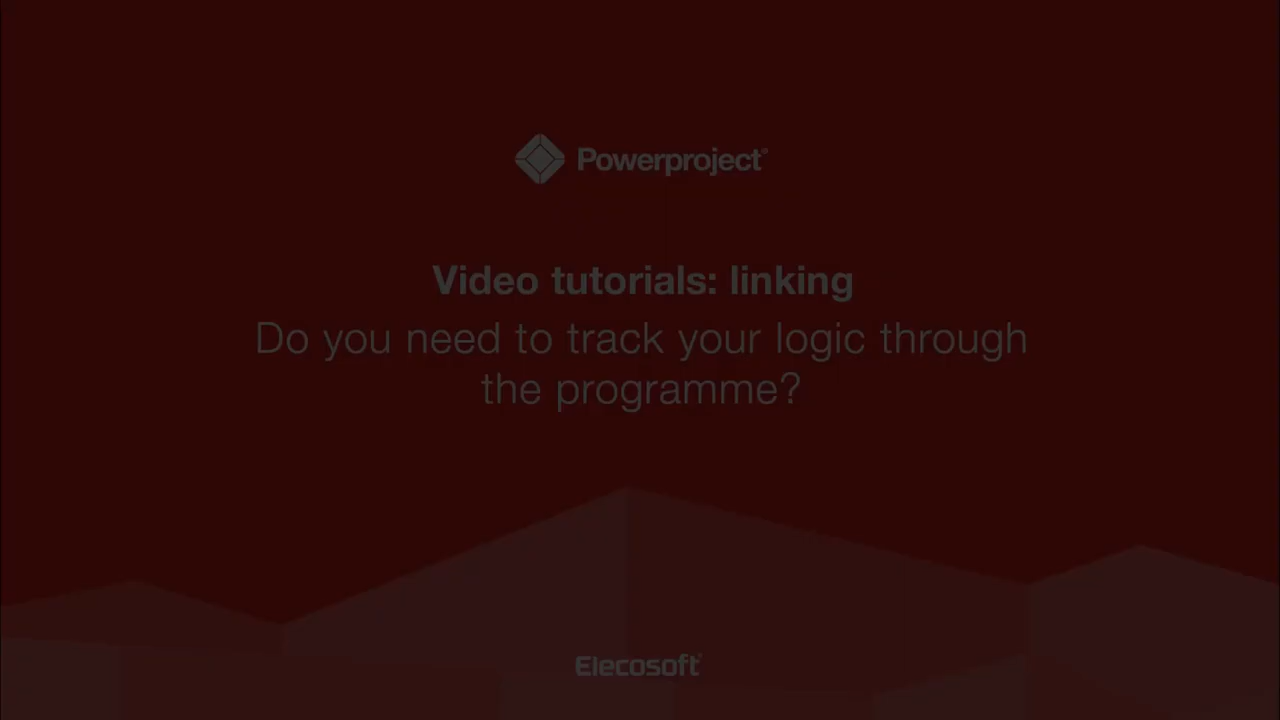 Powerproject®
Video tutorials: linking
Do you need to track your logic through
the programme?
Elecosoft®